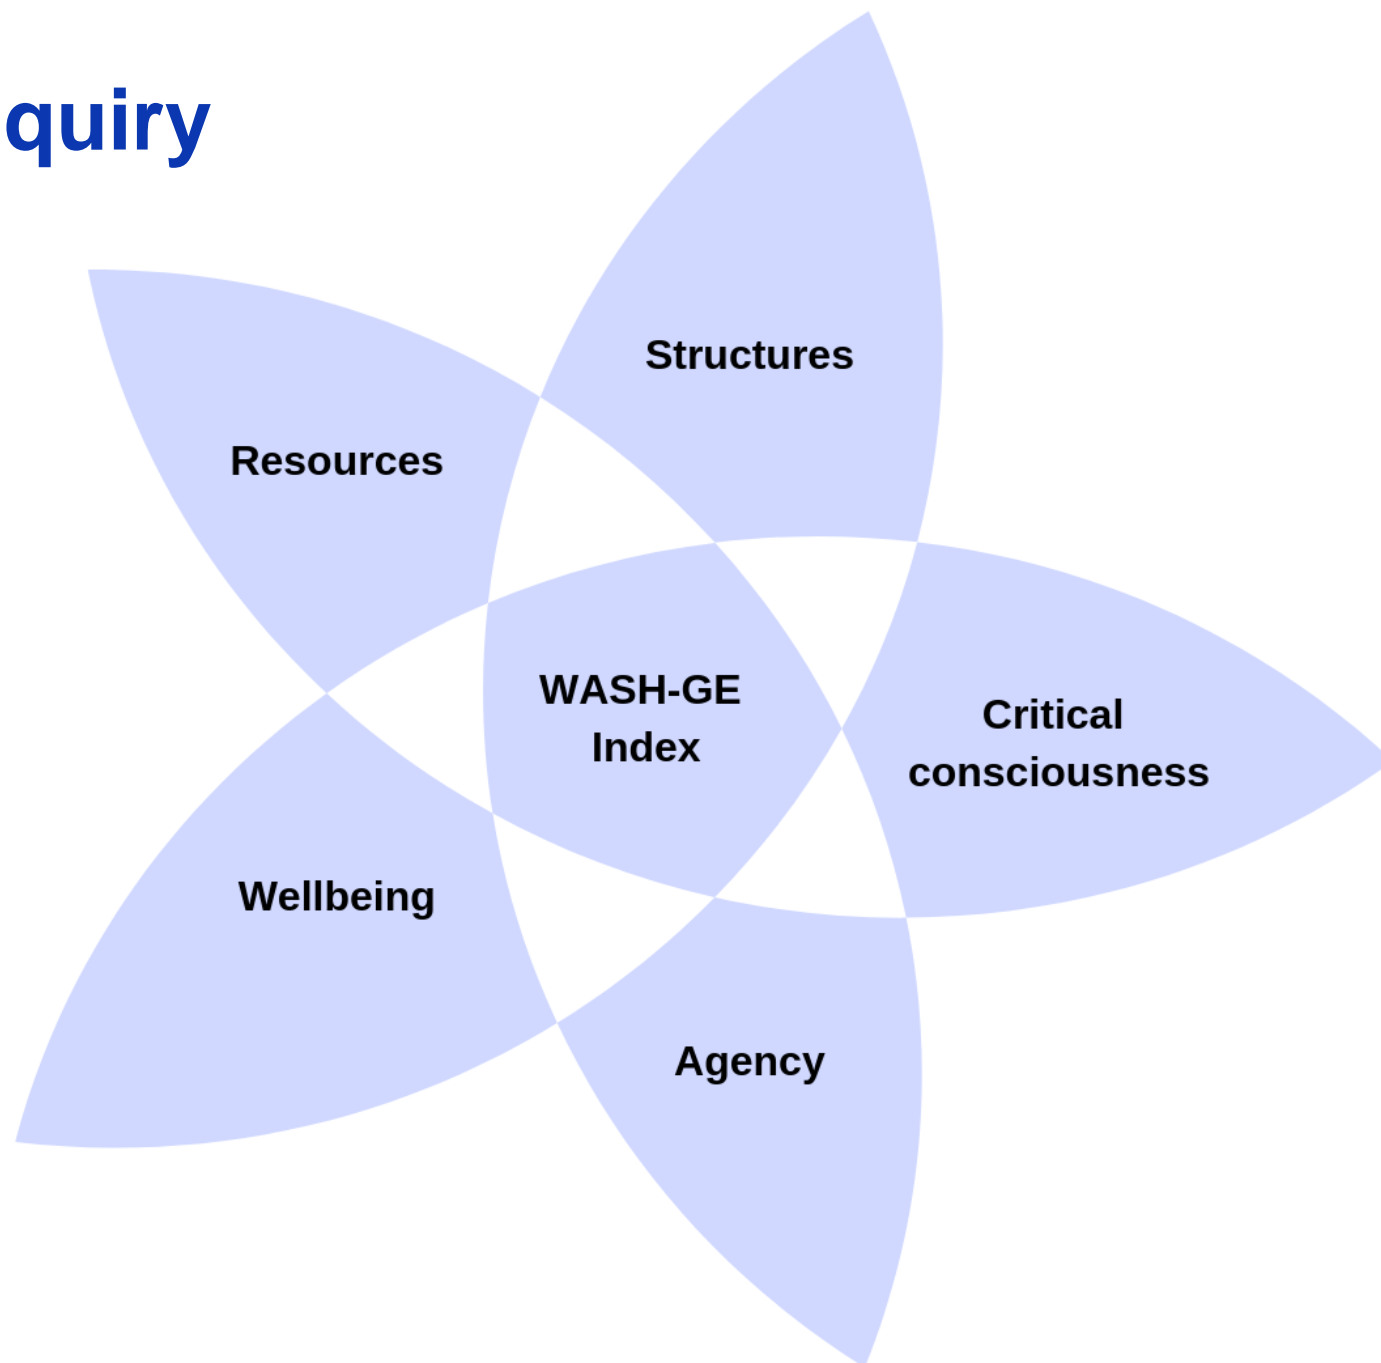 quiry
Structures
Resources
WASH-GE
Index
Critical
consciousness
Wellbeing
Agency